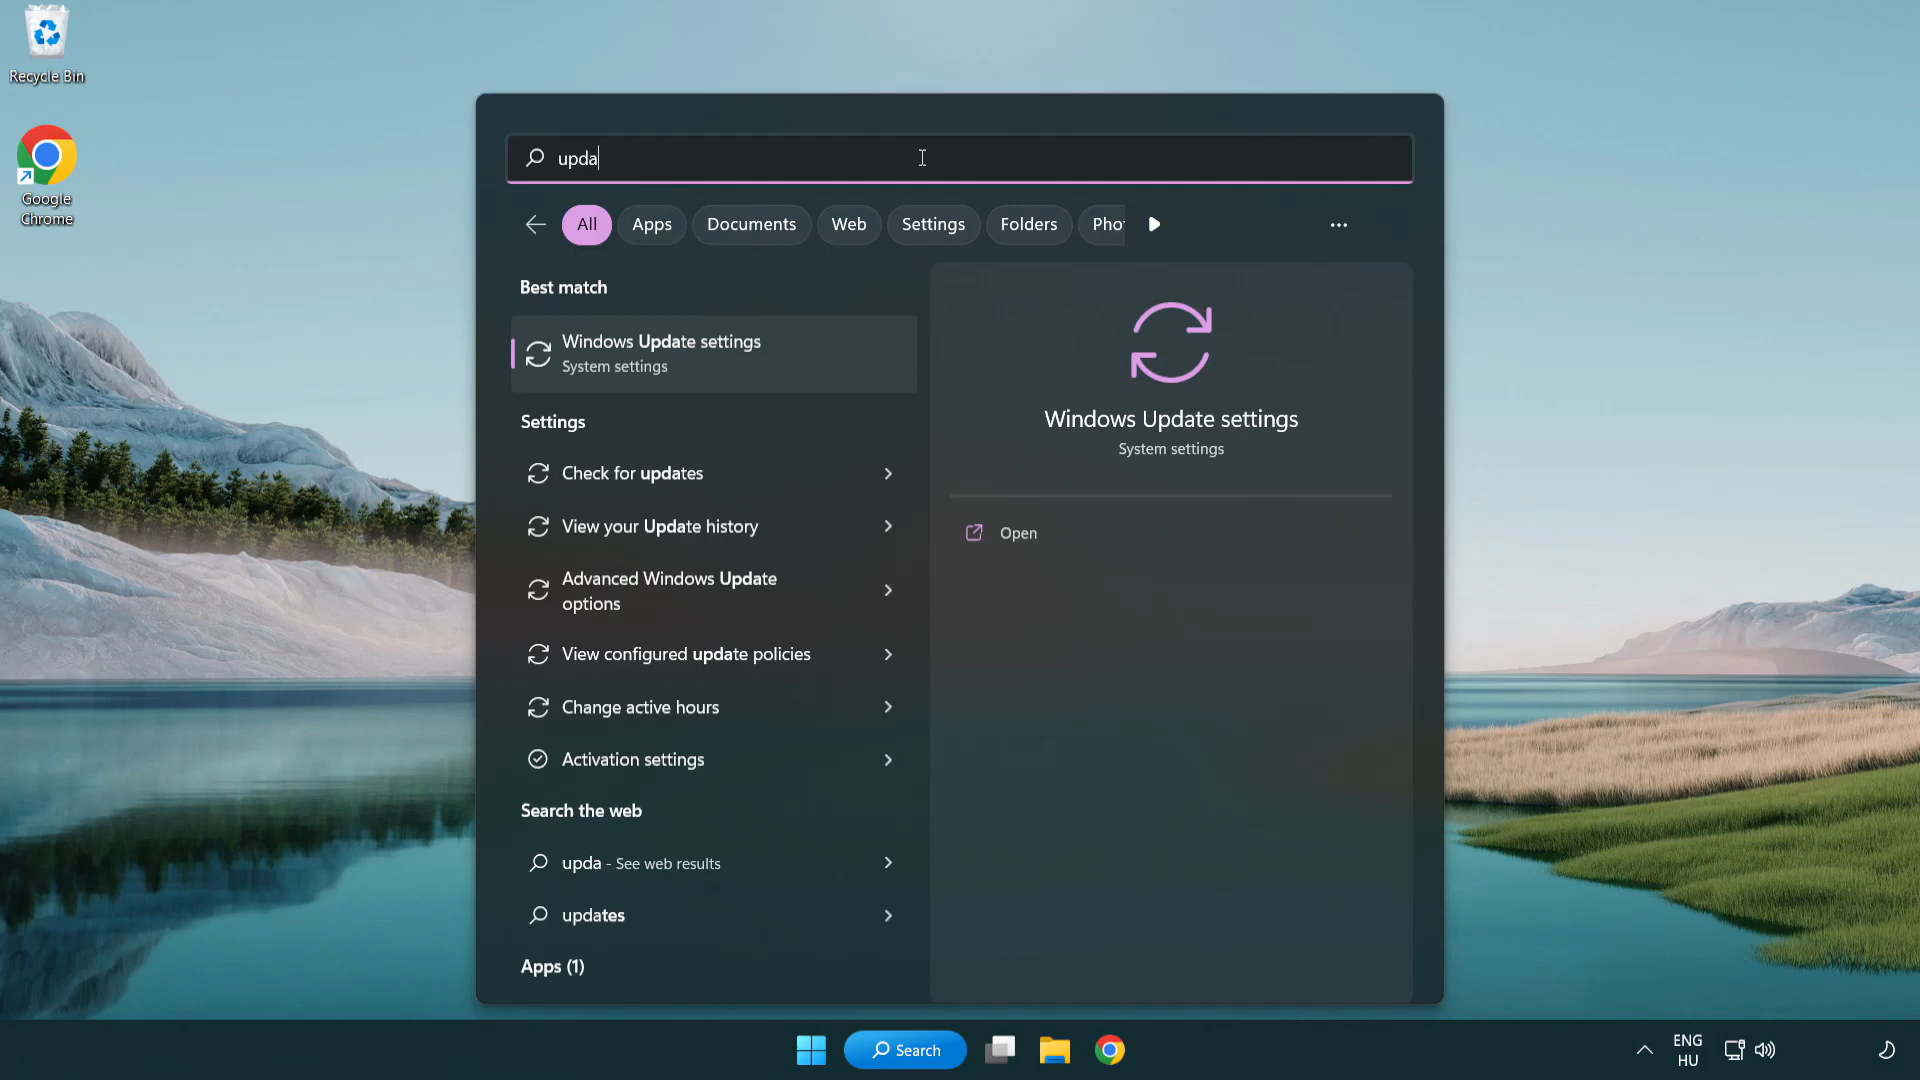 Recycle Bin
Google
Chrome
upda
All
Apps
Documents
Web
Settings
Folders
Pho
Best match
Windows Update settings
System settings
Settings
Check for updates
View your Update history
Advanced Windows Update
options
View configured update policies
Change active hours
Activation settings
Search the web
upda - See web results
updates
Apps (1)
Windows Update settings
System settings
Open
Search
ENG
HU